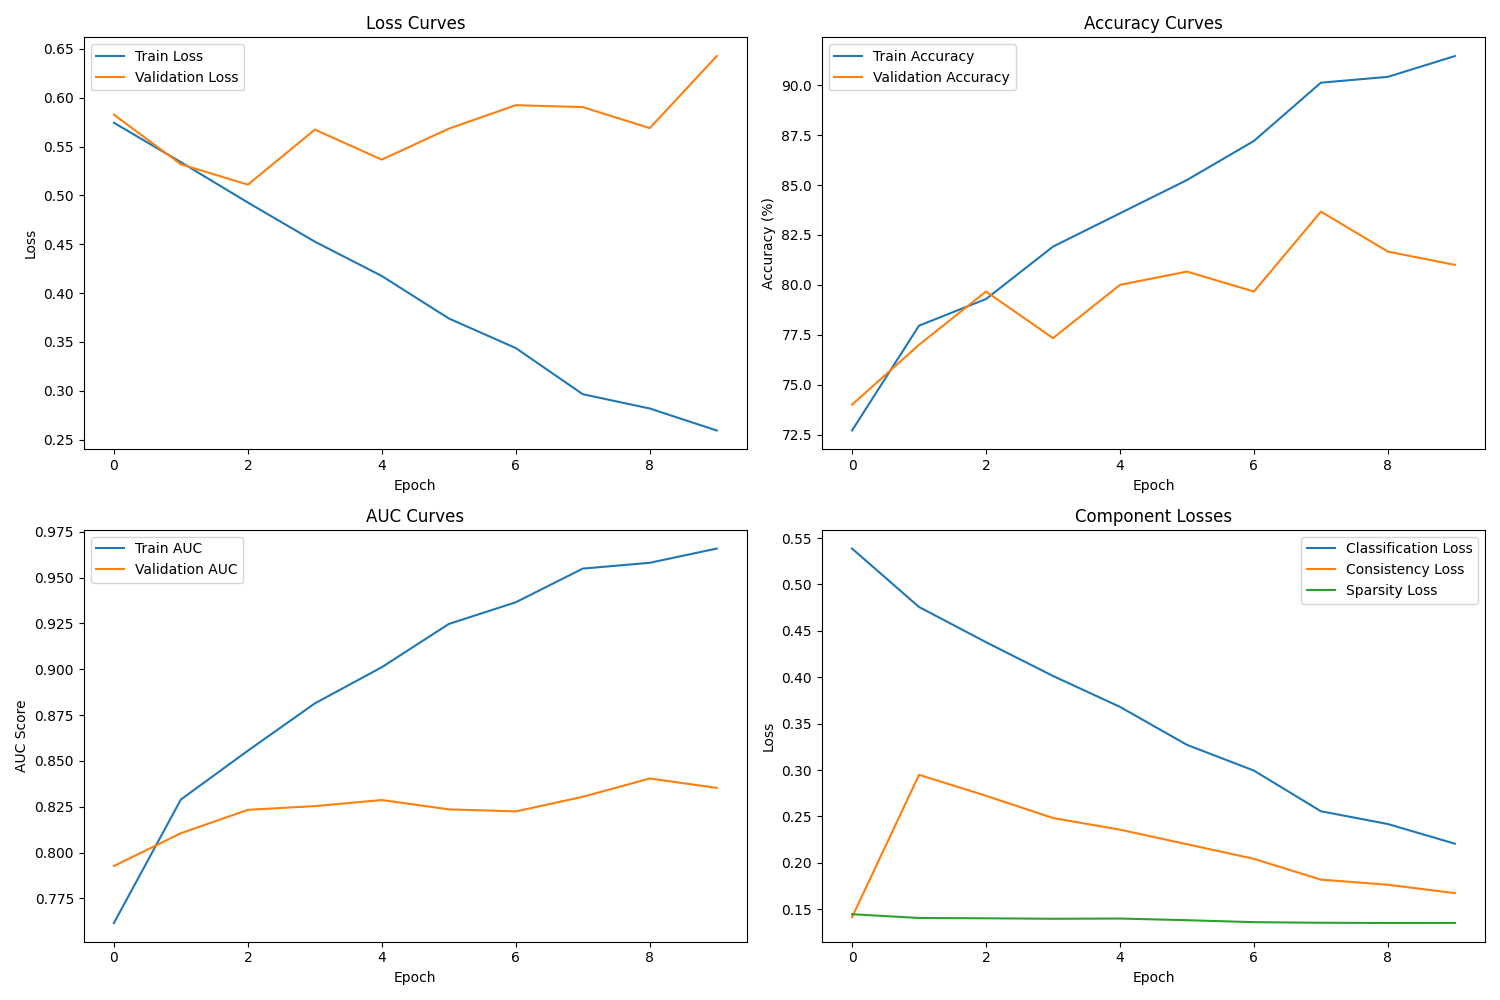 Loss Curves
Train Loss
Validation Loss
0.65
0.60
0.55
0.50
0.45
0.40
0.35
0.30
0.25
Loss
0 2 4 6 8
Epoch
Accuracy Curves
Train Accuracy
Validation Accuracy
90.0
87.5
85.0
82.5
80.0
77.5
75.0
72.5
Accuracy (%)
0 2 4 6 8
Epoch
AUC Curves
Train AUC
Validation AUC
0.975
0.950
0.925
0.900
0.875
0.850
0.825
0.800
0.775
AUC Score
0 2 4 6 8
Epoch
Component Losses
Classification Loss
Consistency Loss
Sparsity Loss
0.55
0.50
0.45
0.40
0.35
0.30
0.25
0.20
0.15
Loss
0 2 4 6 8
Epoch